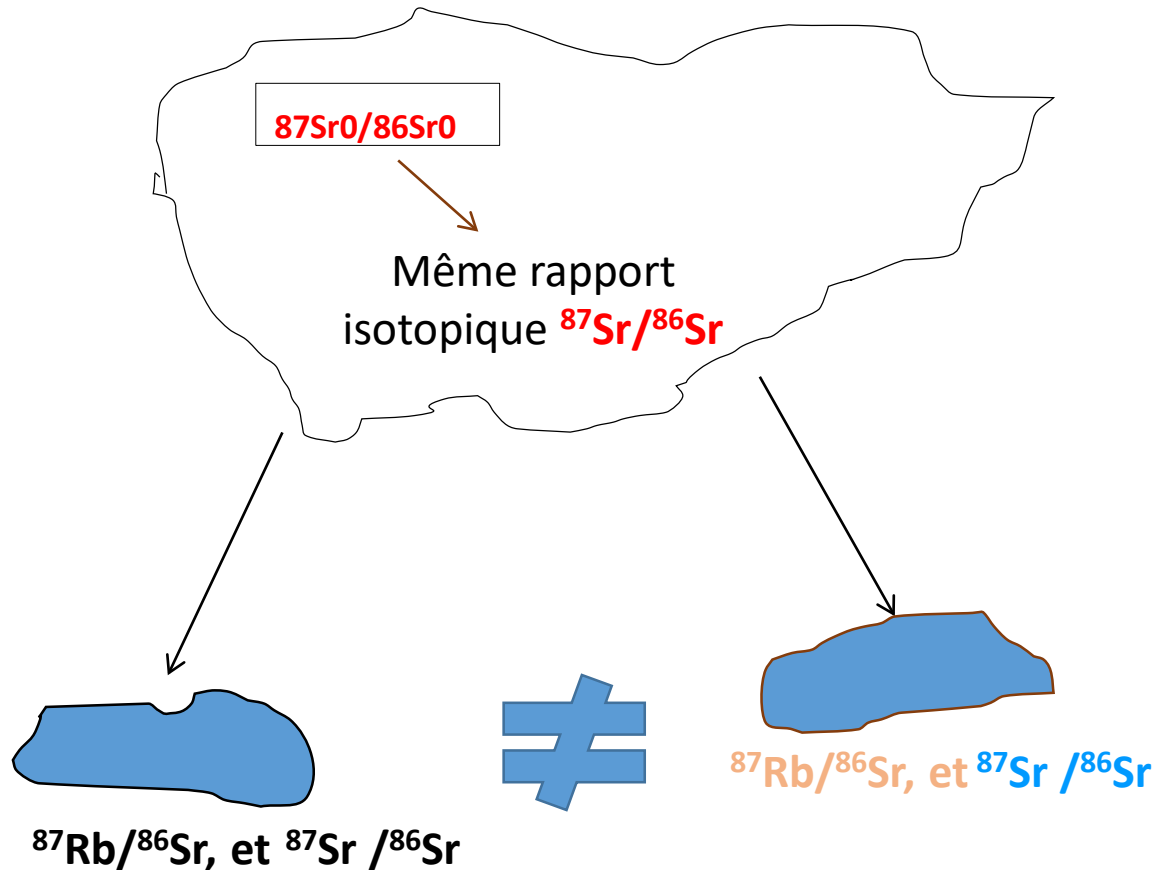 87Sr0/86Sr0
Même rapport
isotopique ⁸⁷Sr/⁸⁶Sr
≠
⁸⁷Rb/⁸⁶Sr, et ⁸⁷Sr /⁸⁶Sr
⁸⁷Rb/⁸⁶Sr, et ⁸⁷Sr /⁸⁶Sr